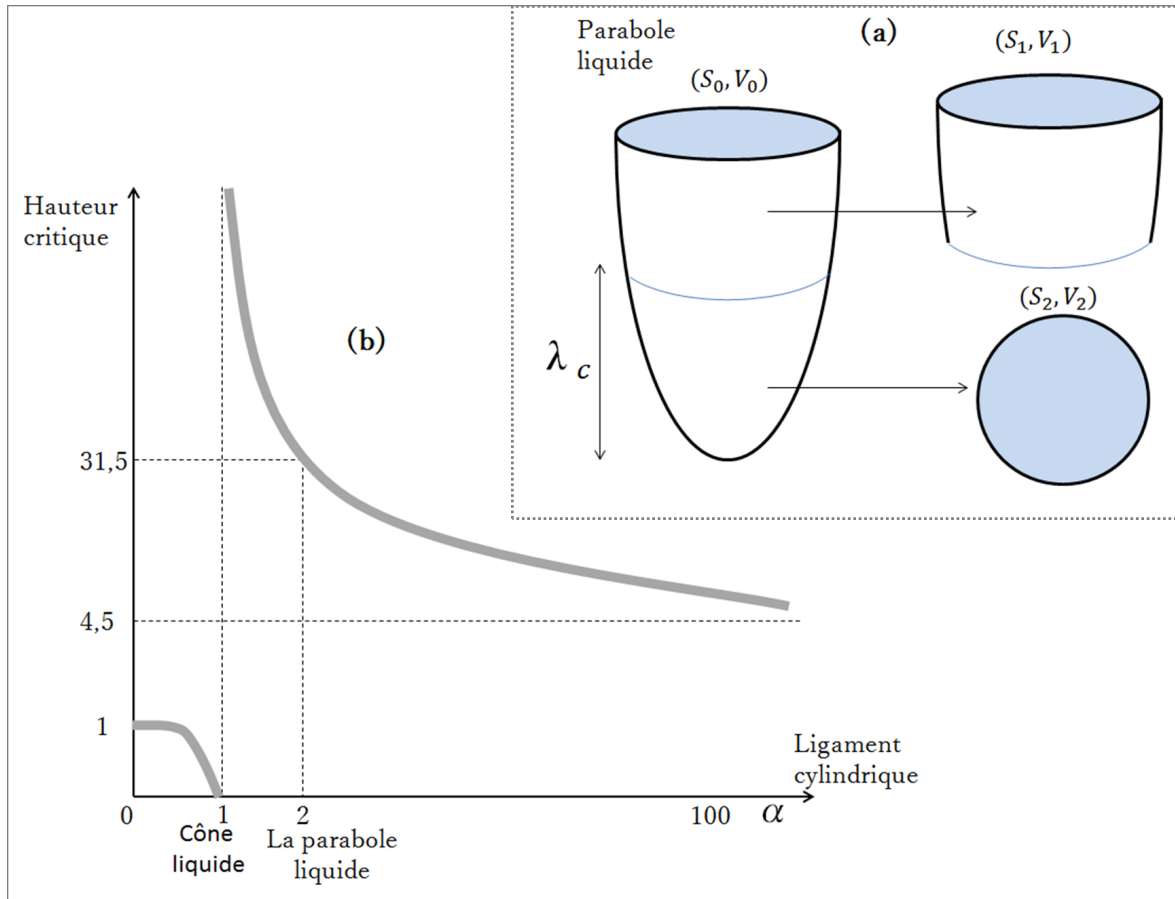 Parabole
liquide
(a)
(S₀, V₀)
(S₁, V₁)
(S₂, V₂)
λ c
Hauteur
critique
(b)
31,5
4,5
1
Ligament
cylindrique
0
1
2
100
α
Cône
liquide
La parabole
liquide